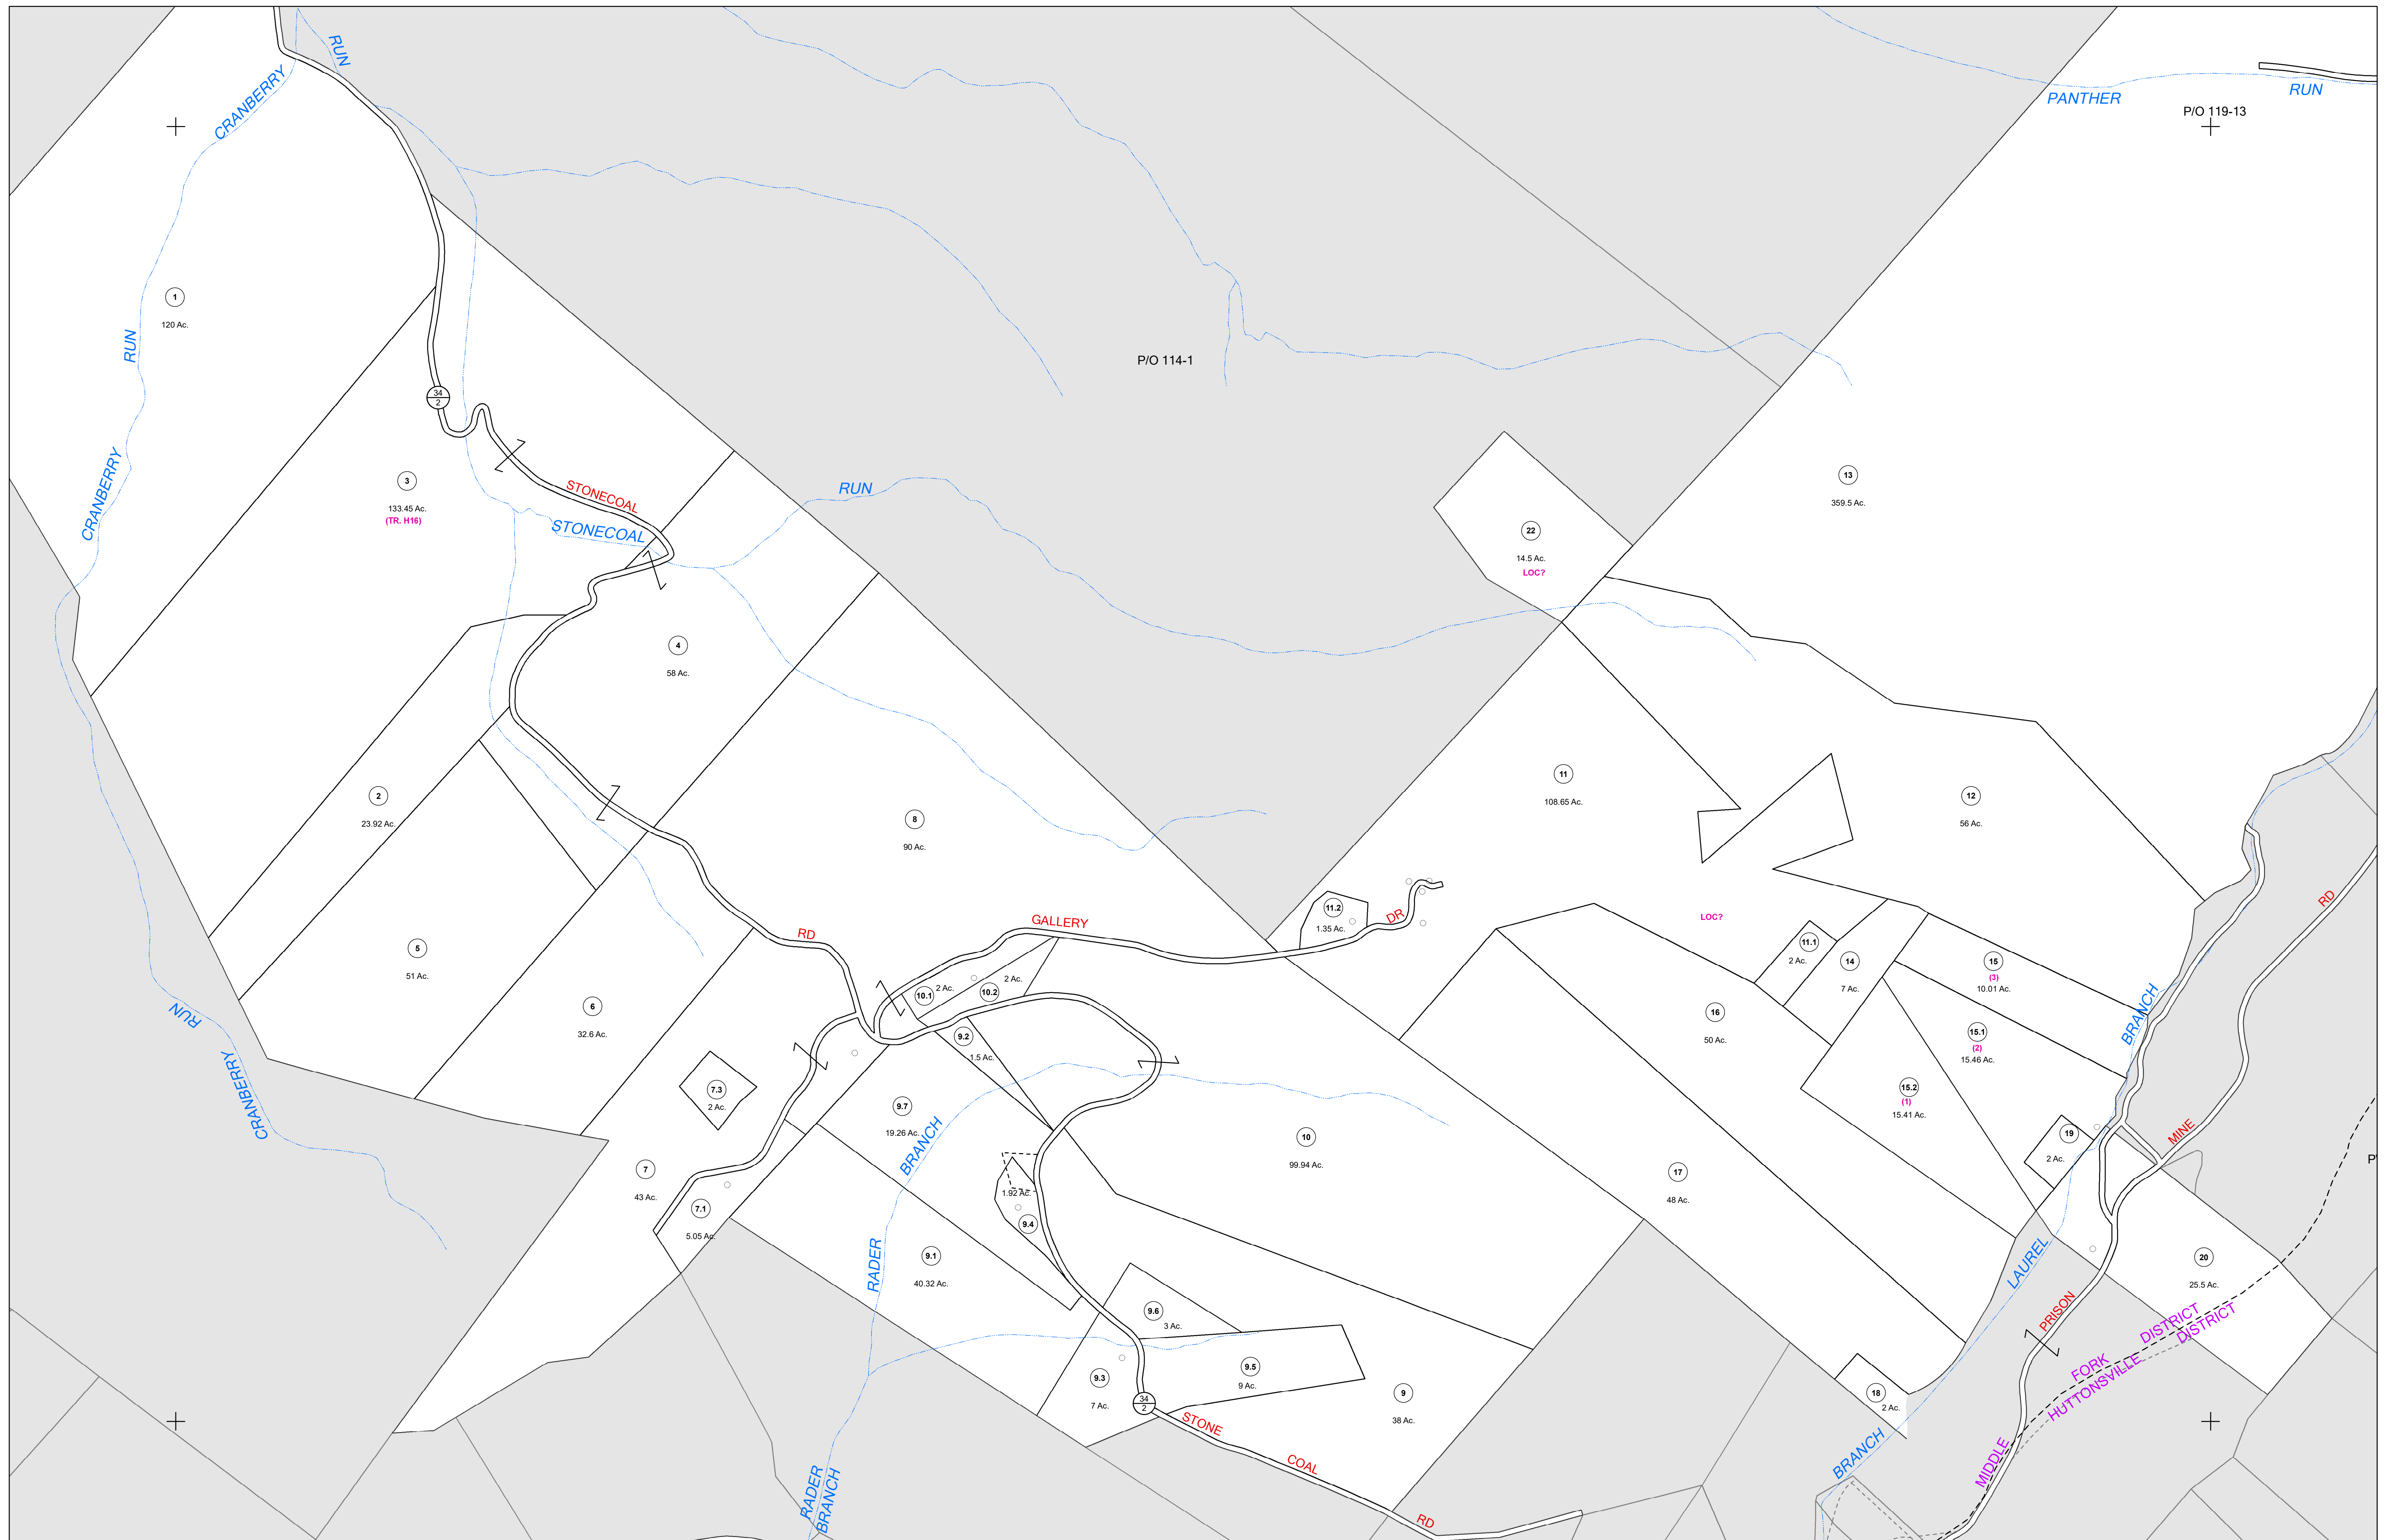 RUN
CRANBERRY
PANTHER
RUN
P/O 119-13
1
120 Ac.
RUN
P/O 114-1
34
2
CRANBERRY
3
133.45 Ac.
(TR. H16)
STONECOAL
STONECOAL
RUN
22
14.5 Ac.
LOC?
13
359.5 Ac.
4
58 Ac.
2
23.92 Ac.
8
90 Ac.
11
108.65 Ac.
12
56 Ac.
5
51 Ac.
RD
GALLERY
11.2
1.35 Ac.
DR
LOC?
RD
11.1
2 Ac.
14
7 Ac.
15
(3)
10.01 Ac.
RUN
CRANBERRY
6
32.6 Ac.
10.1
2 Ac.
10.2
2 Ac.
9.2
1.5 Ac.
16
50 Ac.
15.1
(2)
15.46 Ac.
BRANCH
7.3
2 Ac.
9.7
19.26 Ac.
BRANCH
15.2
(1)
15.41 Ac.
19
2 Ac.
MINE
10
99.94 Ac.
7
43 Ac.
7.1
5.05 Ac.
1.92 Ac.
9.4
17
48 Ac.
RADER
9.1
40.32 Ac.
LAUREL
20
25.5 Ac.
9.6
3 Ac.
PRISON
DISTRICT
DISTRICT
9.5
9 Ac.
9.3
7 Ac.
34
2
9
38 Ac.
FORK
HUTTONSVILLE
18
2 Ac.
STONE
COAL
RD
BRANCH
MIDDLE
RADER
BRANCH